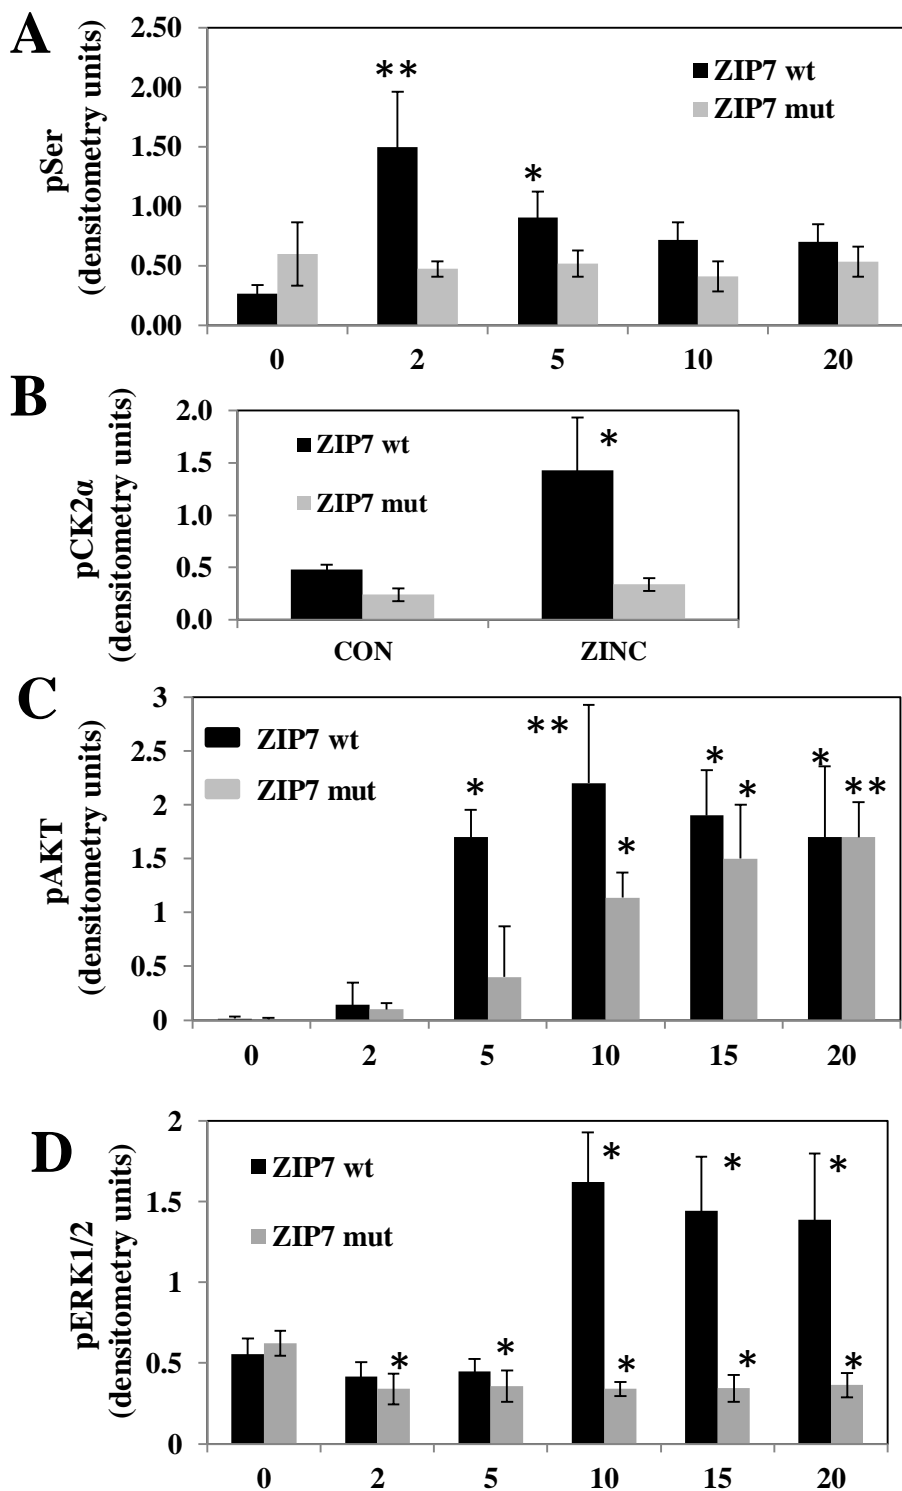 A
pSer
(densitometry units)
2.50
2.00
1.50
1.00
0.50
0.00
**
*
ZIP7 wt
ZIP7 mut
0 2 5 10 20
B
pCK2α
(densitometry units)
2.0
1.5
1.0
0.5
0.0
ZIP7 wt
ZIP7 mut
*
CON ZINC
C
pAKT
(densitometry units)
3
2.5
2
1.5
1
0.5
0
ZIP7 wt
ZIP7 mut
* ** * * * * **
0 2 5 10 15 20
D
pERK1/2
(densitometry units)
2
1.5
1
0.5
0
ZIP7 wt
ZIP7 mut
* * *
* * * * *
0 2 5 10 15 20